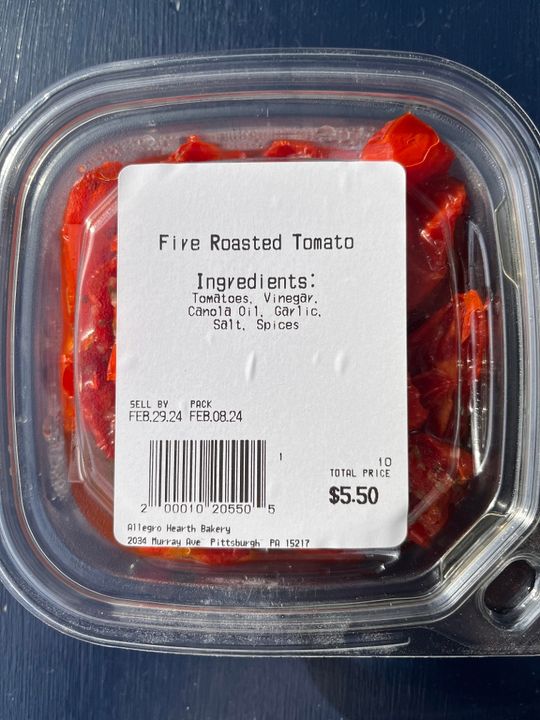 Fire Roasted Tomato
Ingredients:
Tomatoes, Vinegar,
Canola Oil, Garlic,
Salt, Spices
SELL BY PACK
FEB.29.24 FEB.08.24
1
10
TOTAL PRICE
$5.50
2 00010 20550 5
Allegro Hearth Bakery
2034 Murray Ave Pittsburgh PA 15217